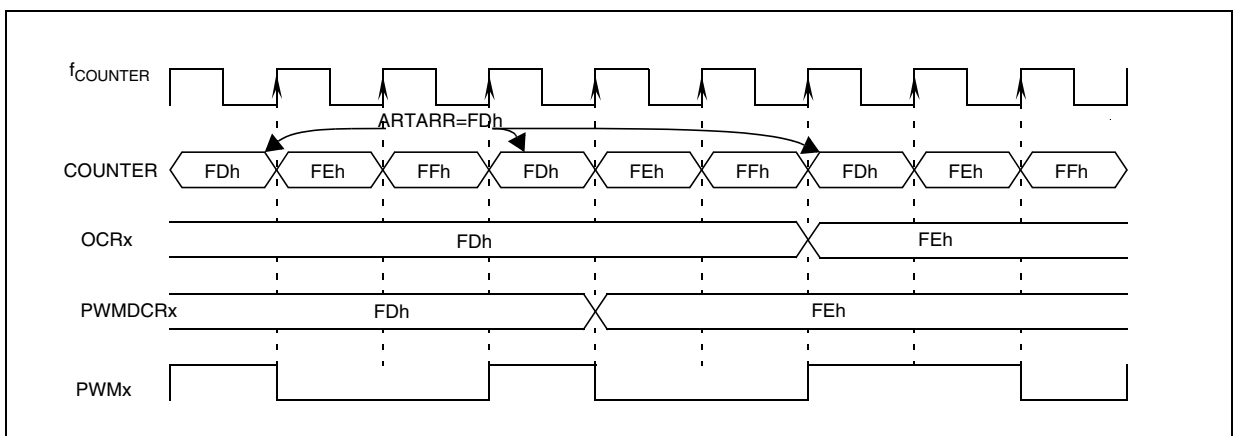 fCOUNTER
ARTARR=FDh
COUNTER FDh FEh FFh FDh FEh FFh FDh FEh FFh
OCRx FDh FEh
PWMDCRx FDh FEh
PWMx